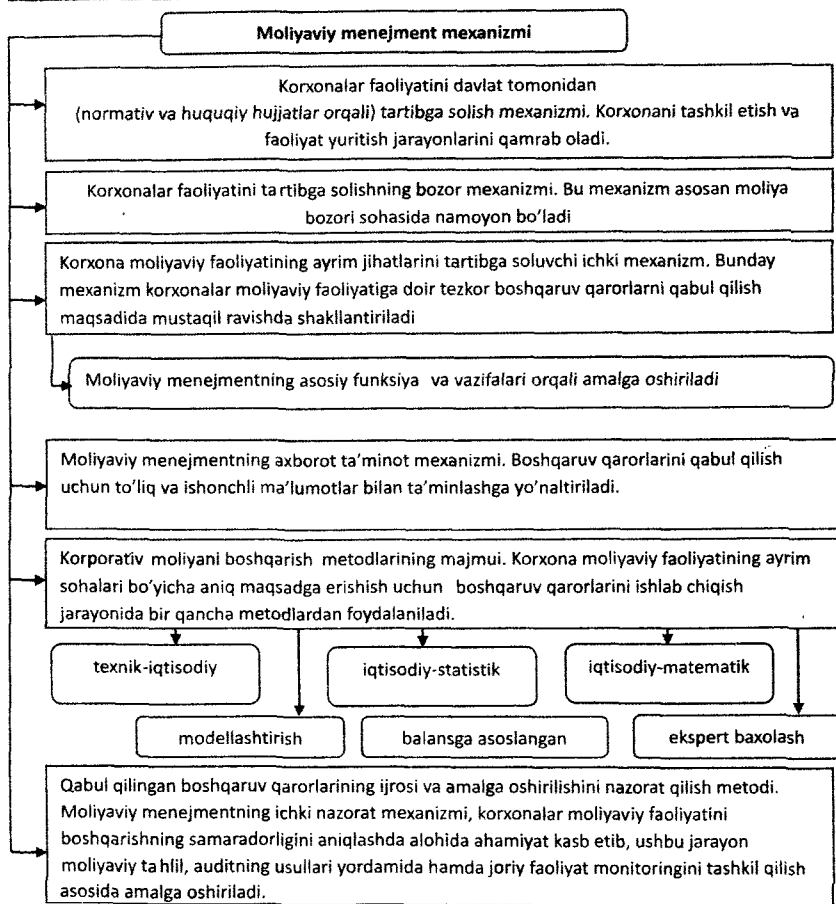 Moliyaviy menejment mexanizmi
Korxonalar faoliyatini davlat tomonidan
(normativ va huquqiy hujjatlar orqali) tartibga solish mexanizmi. Korxonani tashkil etish va
faoliyat yuritish jarayonlarini qamrab oladi.
Korxonalar faoliyatini tartibga solishning bozor mexanizmi. Bu mexanizm asosan moliya
bozori sohasida namoyon bo'ladi
Korxona moliyaviy faoliyatining ayrim jihatlarini tartibga soluvchi ichki mexanizm. Bunday
mexanizm korxonalar moliyaviy faoliyatiga doir tezkor boshqaruv qarorlarni qabul qilish
maqsadida mustaqil ravishda shakllantiriladi
Moliyaviy menejmentning asosiy funksiya va vazifalari orqali amalga oshiriladi
Moliyaviy menejmentning axborot ta'minot mexanizmi. Boshqaruv qarorlarini qabul qilish
uchun to'liq va ishonchli ma'lumotlar bilan ta'minlashga yo'naltiriladi.
Korporativ moliyani boshqarish metodlarining majmui. Korxona moliyaviy faoliyatining ayrim
sohalari bo'yicha aniq maqsadga erishish uchun boshqaruv qarorlarini ishlab chiqish
jarayonida bir qancha metodlardan foydalaniladi.
texnik-iqtisodiy
iqtisodiy-statistik
iqtisodiy-matematik
modellashtirish
balansga asoslangan
ekspert baxolash
Qabul qilingan boshqaruv qarorlarining ijrosi va amalga oshirilishini nazorat qilish metodi.
Moliyaviy menejmentning ichki nazorat mexanizmi, korxonalar moliyaviy faoliyatini
boshqarishning samaradorligini aniqlashda alohida ahamiyat kasb etib, ushbu jarayon
moliyaviy tahlil, auditning usullari yordamida hamda joriy faoliyat monitoringini tashkil qilish
asosida amalga oshiriladi.